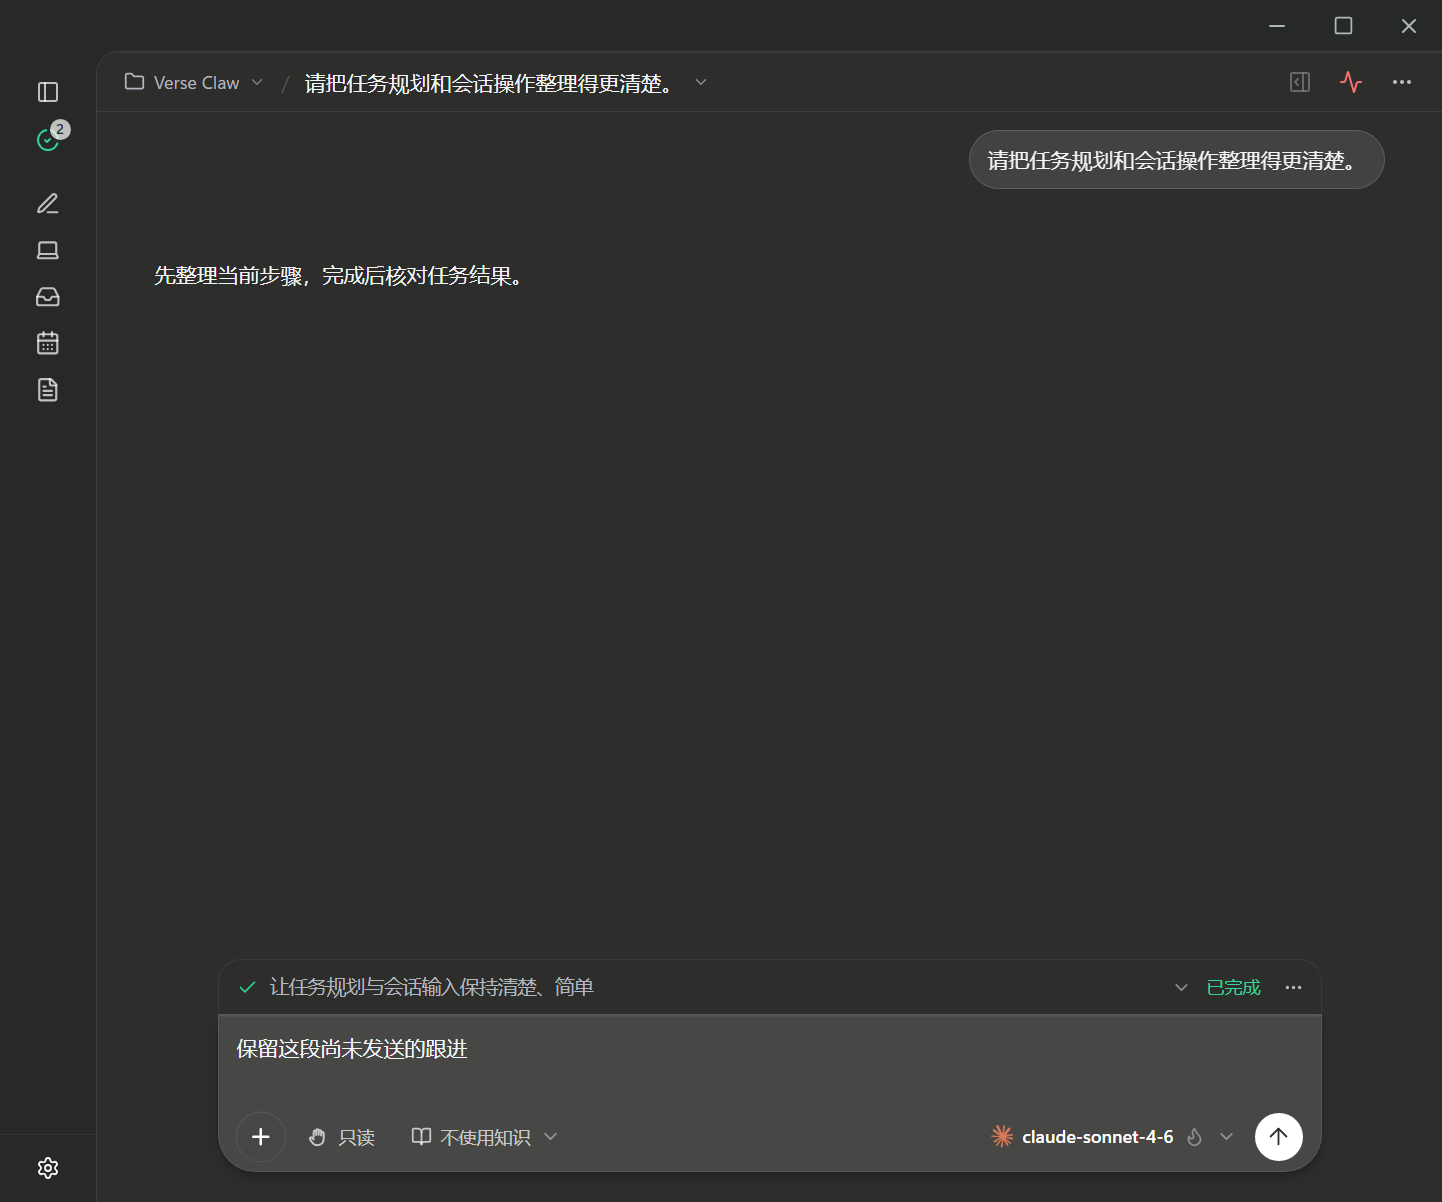 Verse Claw / 请把任务规划和会话操作整理得更清楚。
2
请把任务规划和会话操作整理得更清楚。
先整理当前步骤，完成后核对任务结果。
让任务规划与会话输入保持清楚、简单 已完成
保留这段尚未发送的跟进
只读 不使用知识 claude-sonnet-4-6